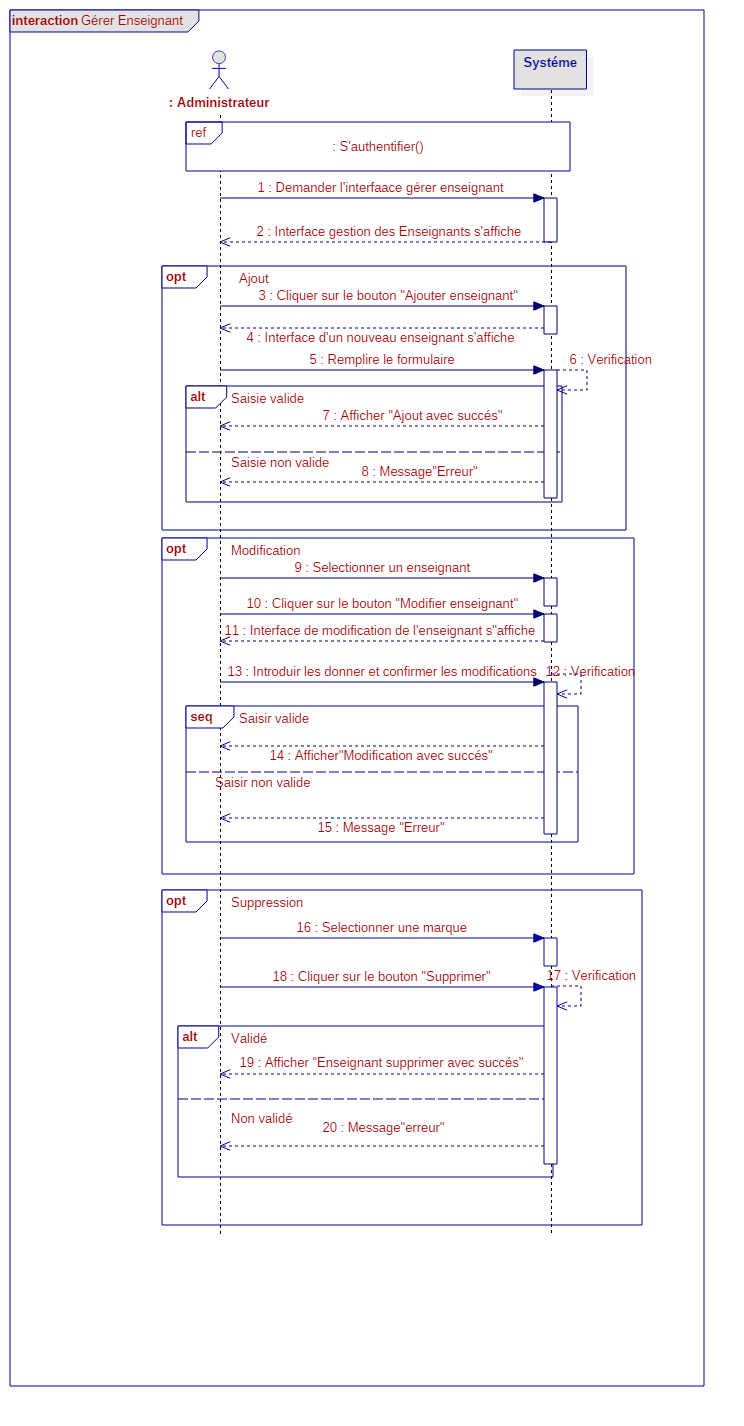 interaction Gérer Enseignant
Systéme
: Administrateur
ref
: S'authentifier()
1 : Demander l'interfaace gérer enseignant
2 : Interface gestion des Enseignants s'affiche
opt
Ajout
3 : Cliquer sur le bouton "Ajouter enseignant"
4 : Interface d'un nouveau enseignant s'affiche
5 : Remplire le formulaire
6 : Verification
alt
Saisie valide
7 : Afficher "Ajout avec succés"
Saisie non valide
8 : Message"Erreur"
opt
Modification
9 : Selectionner un enseignant
10 : Cliquer sur le bouton "Modifier enseignant"
11 : Interface de modification de l'enseignant s"affiche
13 : Introduir les donner et confirmer les modifications
12 : Verification
seq
Saisir valide
14 : Afficher"Modification avec succés"
Saisir non valide
15 : Message "Erreur"
opt
Suppression
16 : Selectionner une marque
18 : Cliquer sur le bouton "Supprimer"
17 : Verification
alt
Validé
19 : Afficher "Enseignant supprimer avec succés"
Non validé
20 : Message"erreur"